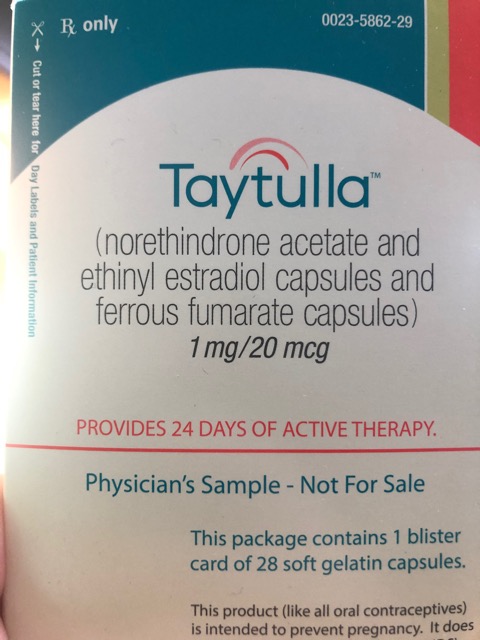 Rx only
0023-5862-29
Cut or tear here for Day Labels and Patient Information
Taytulla™
(norethindrone acetate and
ethinyl estradiol capsules and
ferrous fumarate capsules)
1 mg/20 mcg
PROVIDES 24 DAYS OF ACTIVE THERAPY.
Physician's Sample - Not For Sale
This package contains 1 blister
card of 28 soft gelatin capsules.
This product (like all oral contraceptives)
is intended to prevent pregnancy. It does